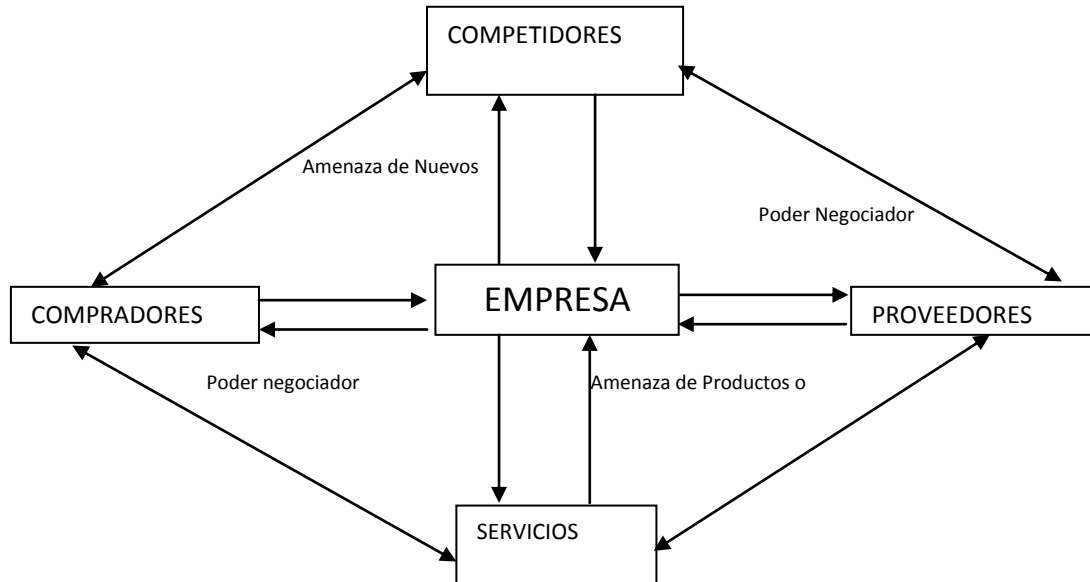 COMPETIDORES
Amenaza de Nuevos
Poder Negociador
EMPRESA
COMPRADORES
PROVEEDORES
Poder negociador
Amenaza de Productos o
SERVICIOS